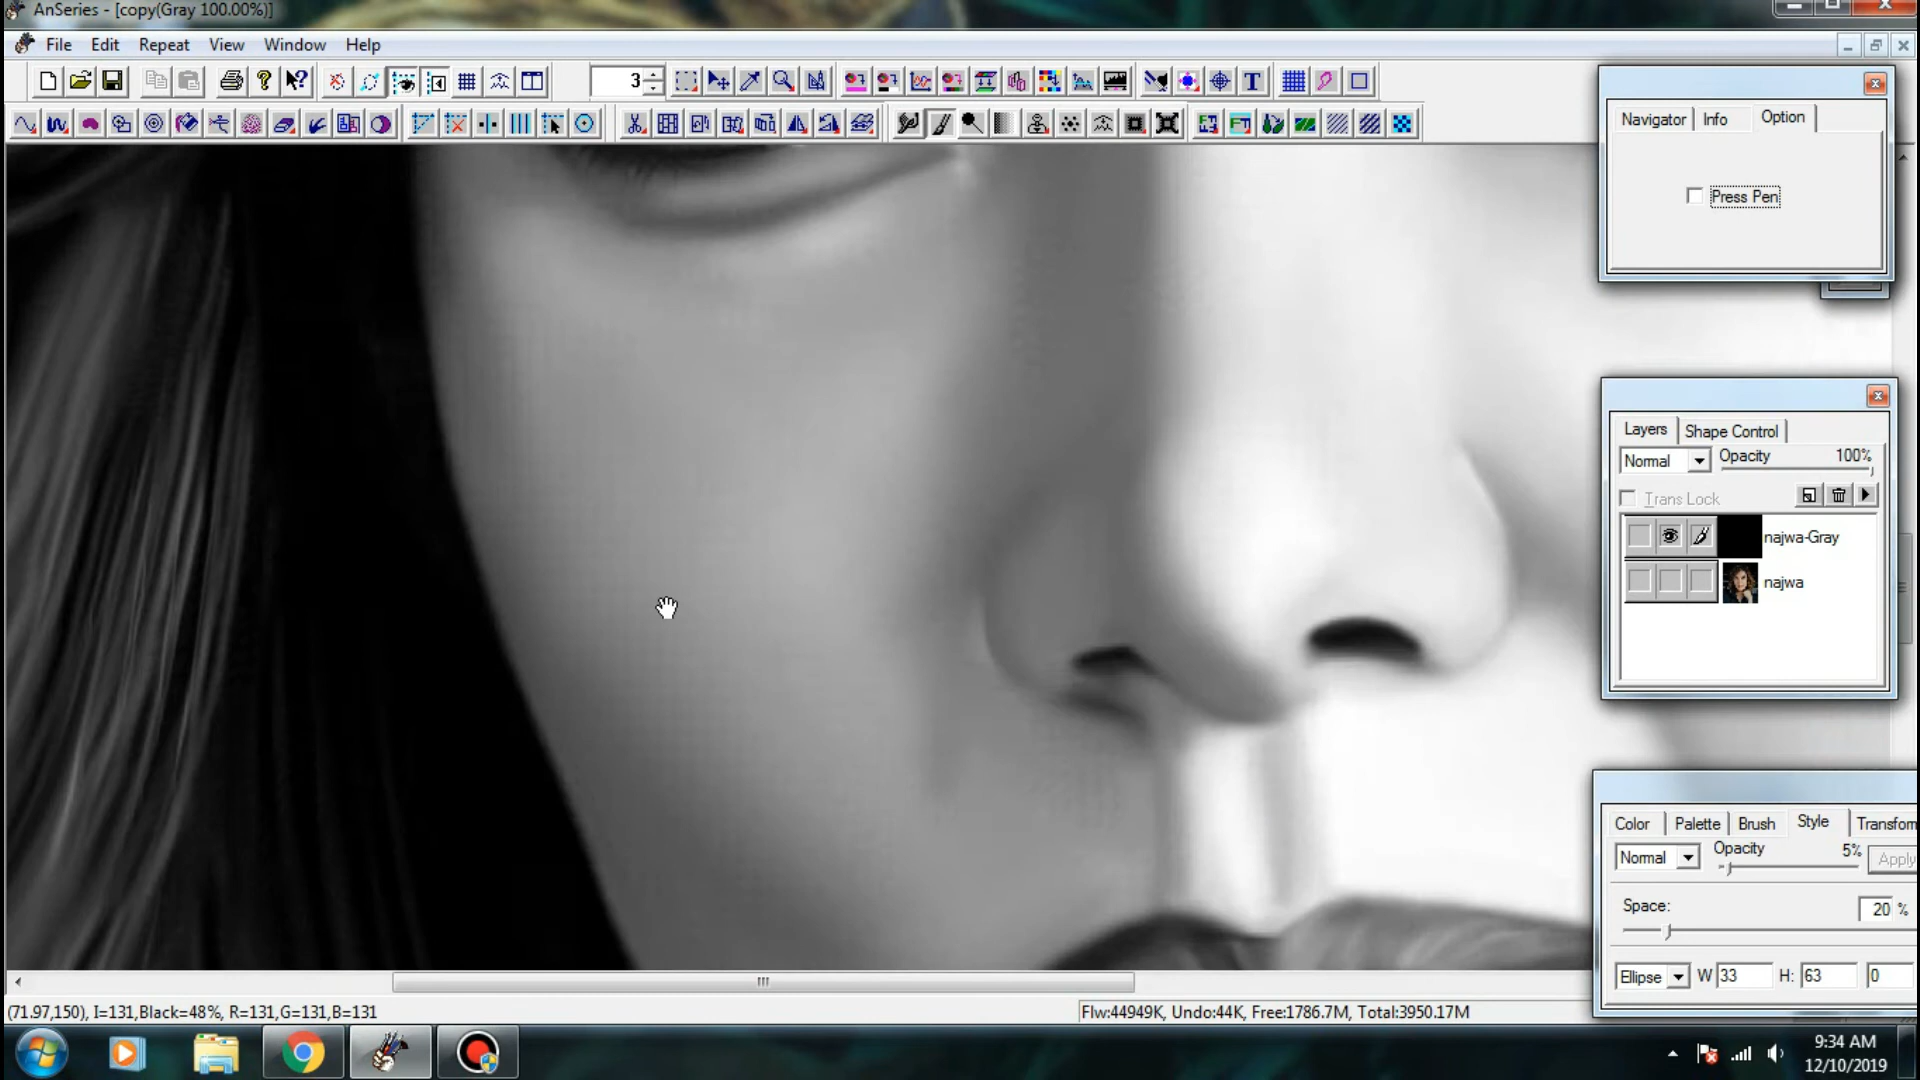 AnSeries - [copy(Gray 100.00%)]
File Edit Repeat View Window Help
3
Navigator Info Option
Press Pen
Layers Shape Control
Normal Opacity 100%
Trans Lock
najwa-Gray
najwa
Color Palette Brush Style Transfom
Normal Opacity 5% Apply
Space: 20 %
Ellipse W 33 H: 63 0
(71.97,150), I=131,Black=48%, R=131,G=131,B=131
Flw:44949K, Undo:44K, Free:1786.7M, Total:3950.17M
9:34 AM
12/10/2019